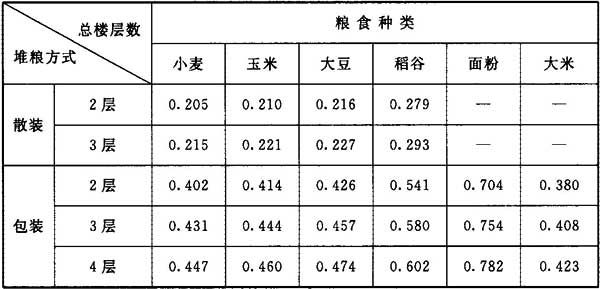 总楼层数
堆粮方式
粮食种类
小麦 玉米 大豆 稻谷 面粉 大米
散装
2层 0.205 0.210 0.216 0.279 — —
3层 0.215 0.221 0.227 0.293 — —
包装
2层 0.402 0.414 0.426 0.541 0.704 0.380
3层 0.431 0.444 0.457 0.580 0.754 0.408
4层 0.447 0.460 0.474 0.602 0.782 0.423